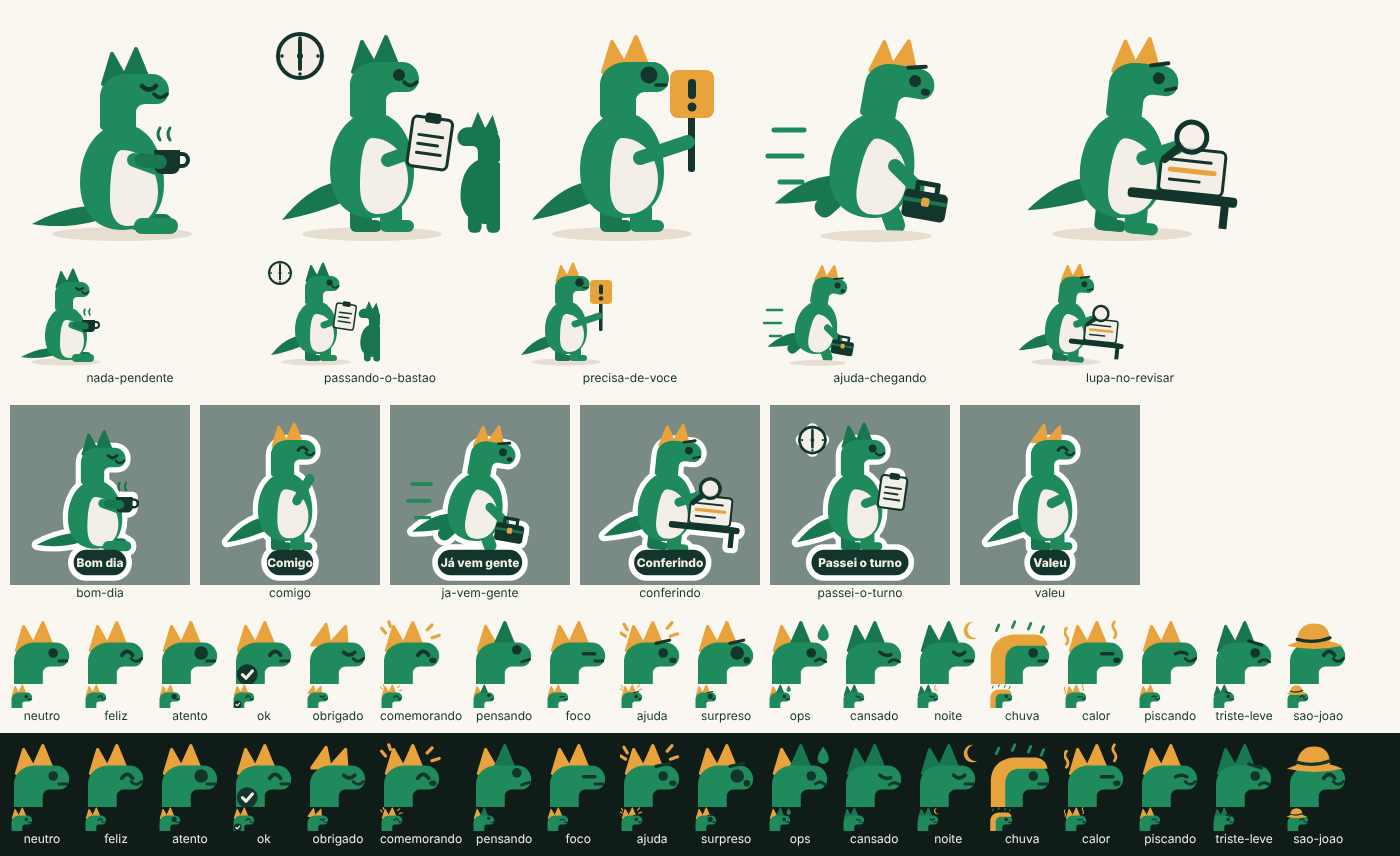 nada-pendente
passando-o-bastao
precisa-de-voce
ajuda-chegando
lupa-no-revisar
Bom dia
Comigo
Já vem gente
Conferindo
Passei o turno
Valeu
bom-dia
comigo
ja-vem-gente
conferindo
passei-o-turno
valeu
neutro
feliz
atento
ok
obrigado
comemorando
pensando
foco
ajuda
surpreso
ops
cansado
noite
chuva
calor
piscando
triste-leve
sao-joao
neutro
feliz
atento
ok
obrigado
comemorando
pensando
foco
ajuda
surpreso
ops
cansado
noite
chuva
calor
piscando
triste-leve
sao-joao